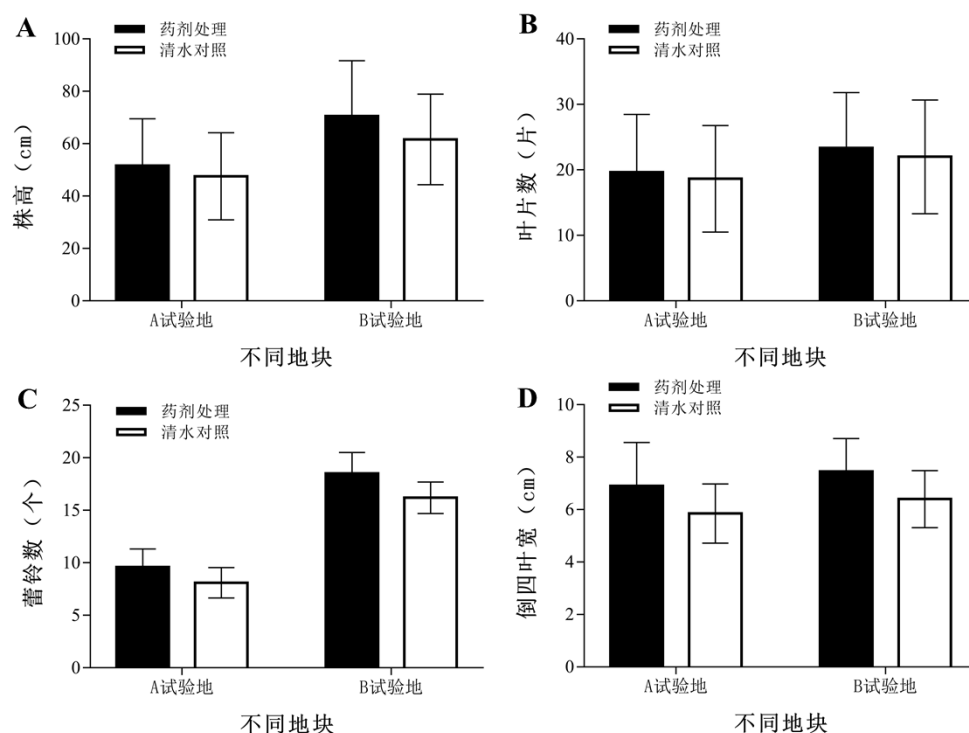 A
药剂处理
清水对照
株高（cm）
100
80
60
40
20
0
A试验地
B试验地
不同地块
B
药剂处理
清水对照
叶片数（片）
40
30
20
10
0
A试验地
B试验地
不同地块
C
药剂处理
清水对照
蕾铃数（个）
25
20
15
10
5
0
A试验地
B试验地
不同地块
D
药剂处理
清水对照
倒四叶宽（cm）
10
8
6
4
2
0
A试验地
B试验地
不同地块